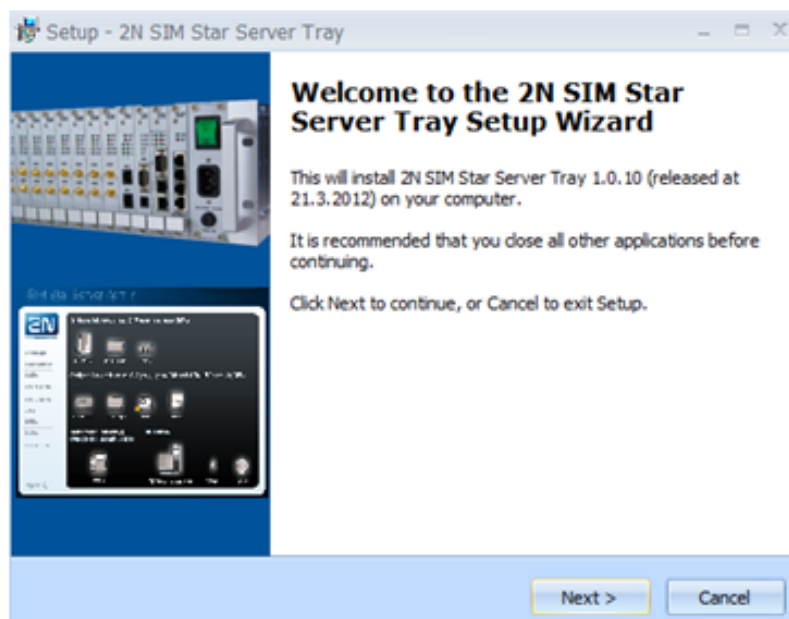 Setup - 2N SIM Star Server Tray
Welcome to the 2N SIM Star
Server Tray Setup Wizard
This will install 2N SIM Star Server Tray 1.0.10 (released at
21.3.2012) on your computer.
It is recommended that you close all other applications before
continuing.
Click Next to continue, or Cancel to exit Setup.
2N
Next >
Cancel